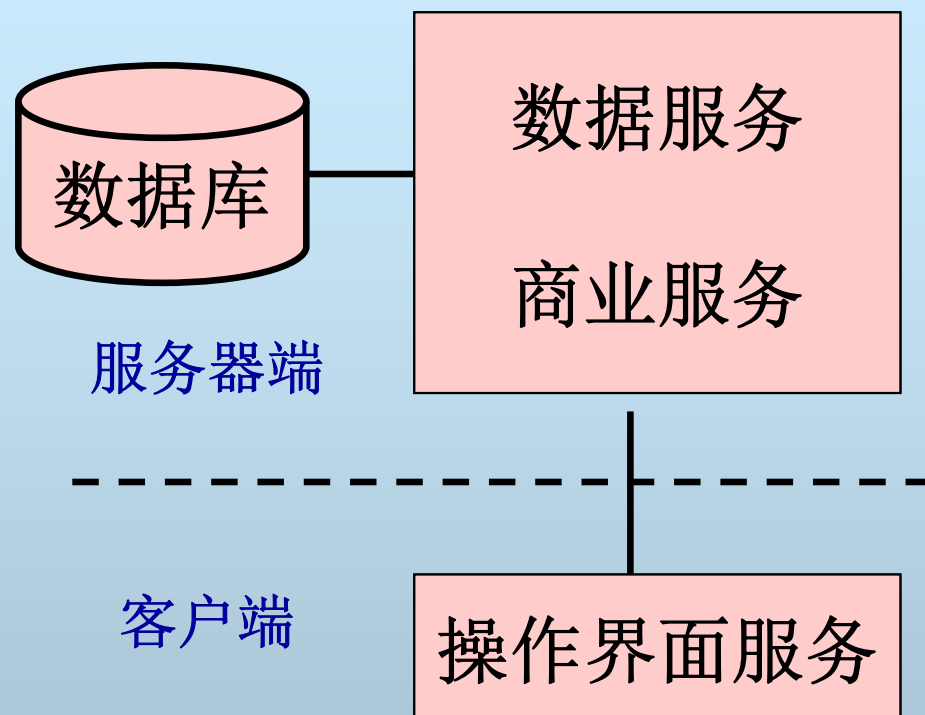 数据服务
数据库
商业服务
服务器端
客户端
操作界面服务